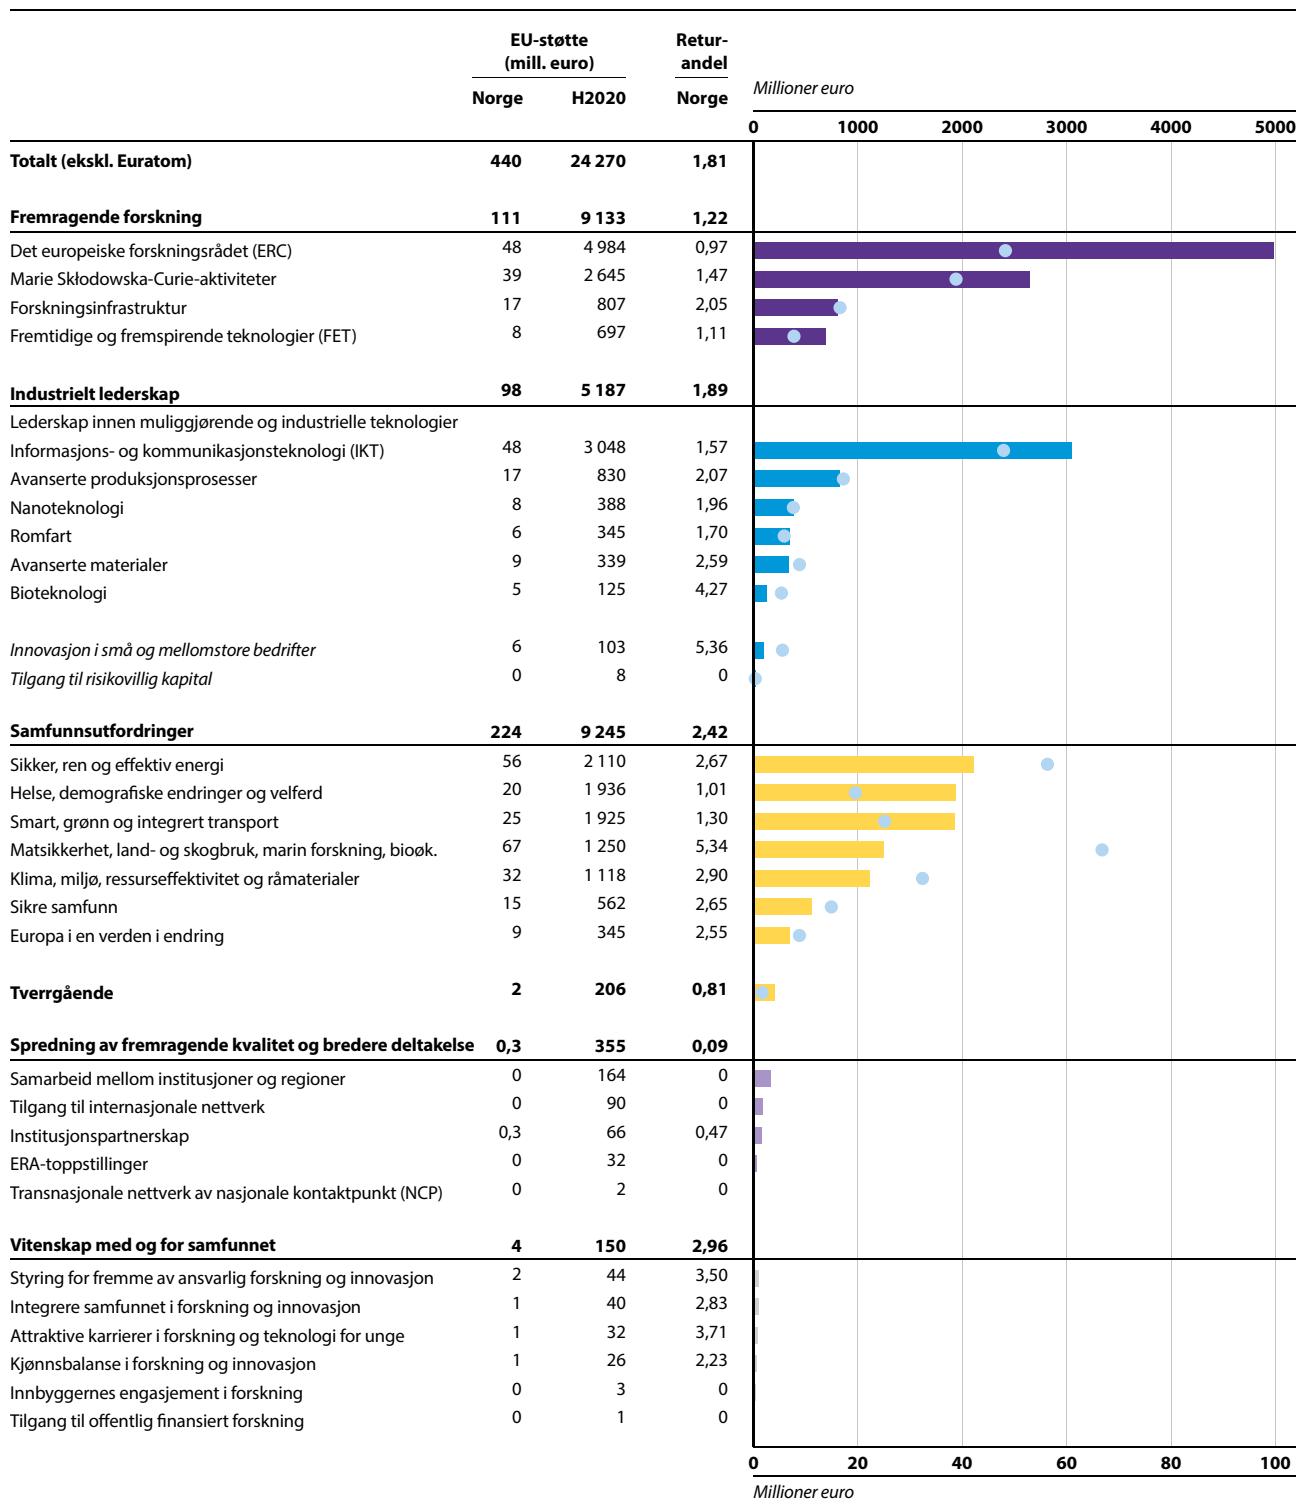 EU-støtte Retur-
(mill. euro) andel
Millioner euro
Norge H2020 Norge
0 1000 2000 3000 4000 5000
Totalt (ekskl. Euratom) 440 24 270 1,81
Fremragende forskning 111 9 133 1,22
Det europeiske forskningsrådet (ERC) 48 4 984 0,97
Marie Skłodowska-Curie-aktiviteter 39 2 645 1,47
Forskningsinfrastruktur 17 807 2,05
Fremtidige og fremspirende teknologier (FET) 8 697 1,11
Industrielt lederskap 98 5 187 1,89
Lederskap innen muliggjørende og industrielle teknologier
Informasjons- og kommunikasjonsteknologi (IKT) 48 3 048 1,57
Avanserte produksjonsprosesser 17 830 2,07
Nanoteknologi 8 388 1,96
Romfart 6 345 1,70
Avanserte materialer 9 339 2,59
Bioteknologi 5 125 4,27
Innovasjon i små og mellomstore bedrifter 6 103 5,36
Tilgang til risikovillig kapital 0 8 0
Samfunnsutfordringer 224 9 245 2,42
Sikker, ren og effektiv energi 56 2 110 2,67
Helse, demografiske endringer og velferd 20 1 936 1,01
Smart, grønn og integrert transport 25 1 925 1,30
Matsikkerhet, land- og skogbruk, marin forskning, bioøk. 67 1 250 5,34
Klima, miljø, ressurseffektivitet og råmaterialer 32 1 118 2,90
Sikre samfunn 15 562 2,65
Europa i en verden i endring 9 345 2,55
Tverrgående 2 206 0,81
Spredning av fremragende kvalitet og bredere deltakelse 0,3 355 0,09
Samarbeid mellom institusjoner og regioner 0 164 0
Tilgang til internasjonale nettverk 0 90 0
Institusjonspartnerskap 0,3 66 0,47
ERA-toppstillinger 0 32 0
Transnasjonale nettverk av nasjonale kontaktpunkt (NCP) 0 2 0
Vitenskap med og for samfunnet 4 150 2,96
Styring for fremme av ansvarlig forskning og innovasjon 2 44 3,50
Integrere samfunnet i forskning og innovasjon 1 40 2,83
Attraktive karrierer i forskning og teknologi for unge 1 32 3,71
Kjønnsbalanse i forskning og innovasjon 1 26 2,23
Innbyggernes engasjement i forskning 0 3 0
Tilgang til offentlig finansiert forskning 0 1 0
0 20 40 60 80 100
Millioner euro